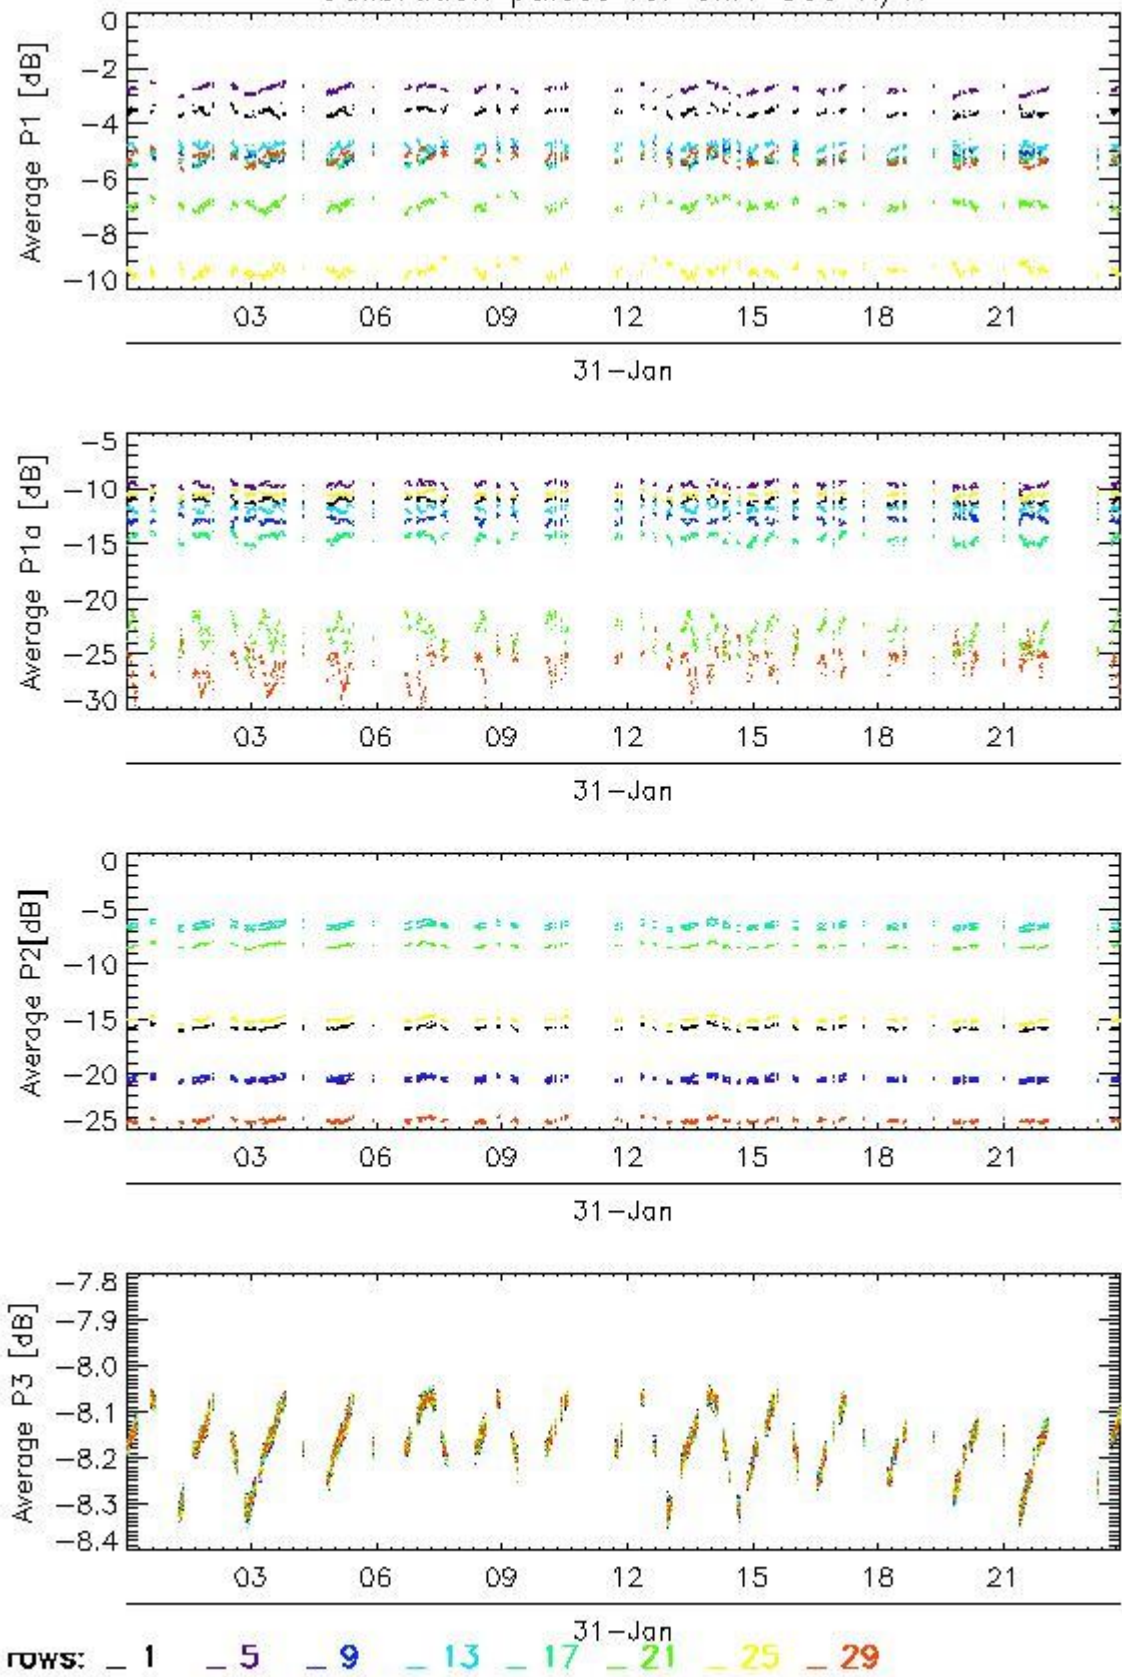 0
−2
−4
−6
−8
−10
Average P1 [dB]
03 06 09 12 15 18 21
31−Jan
−5
−10
−15
−20
−25
−30
Average P1a [dB]
03 06 09 12 15 18 21
31−Jan
0
−5
−10
−15
−20
−25
Average P2[dB]
03 06 09 12 15 18 21
31−Jan
−7.8
−7.9
−8.0
−8.1
−8.2
−8.3
−8.4
Average P3 [dB]
03 06 09 12 15 18 21
31−Jan
rows: _ 1 _ 5 _ 9 _ 13 _ 17 _ 21 _ 25 _ 29